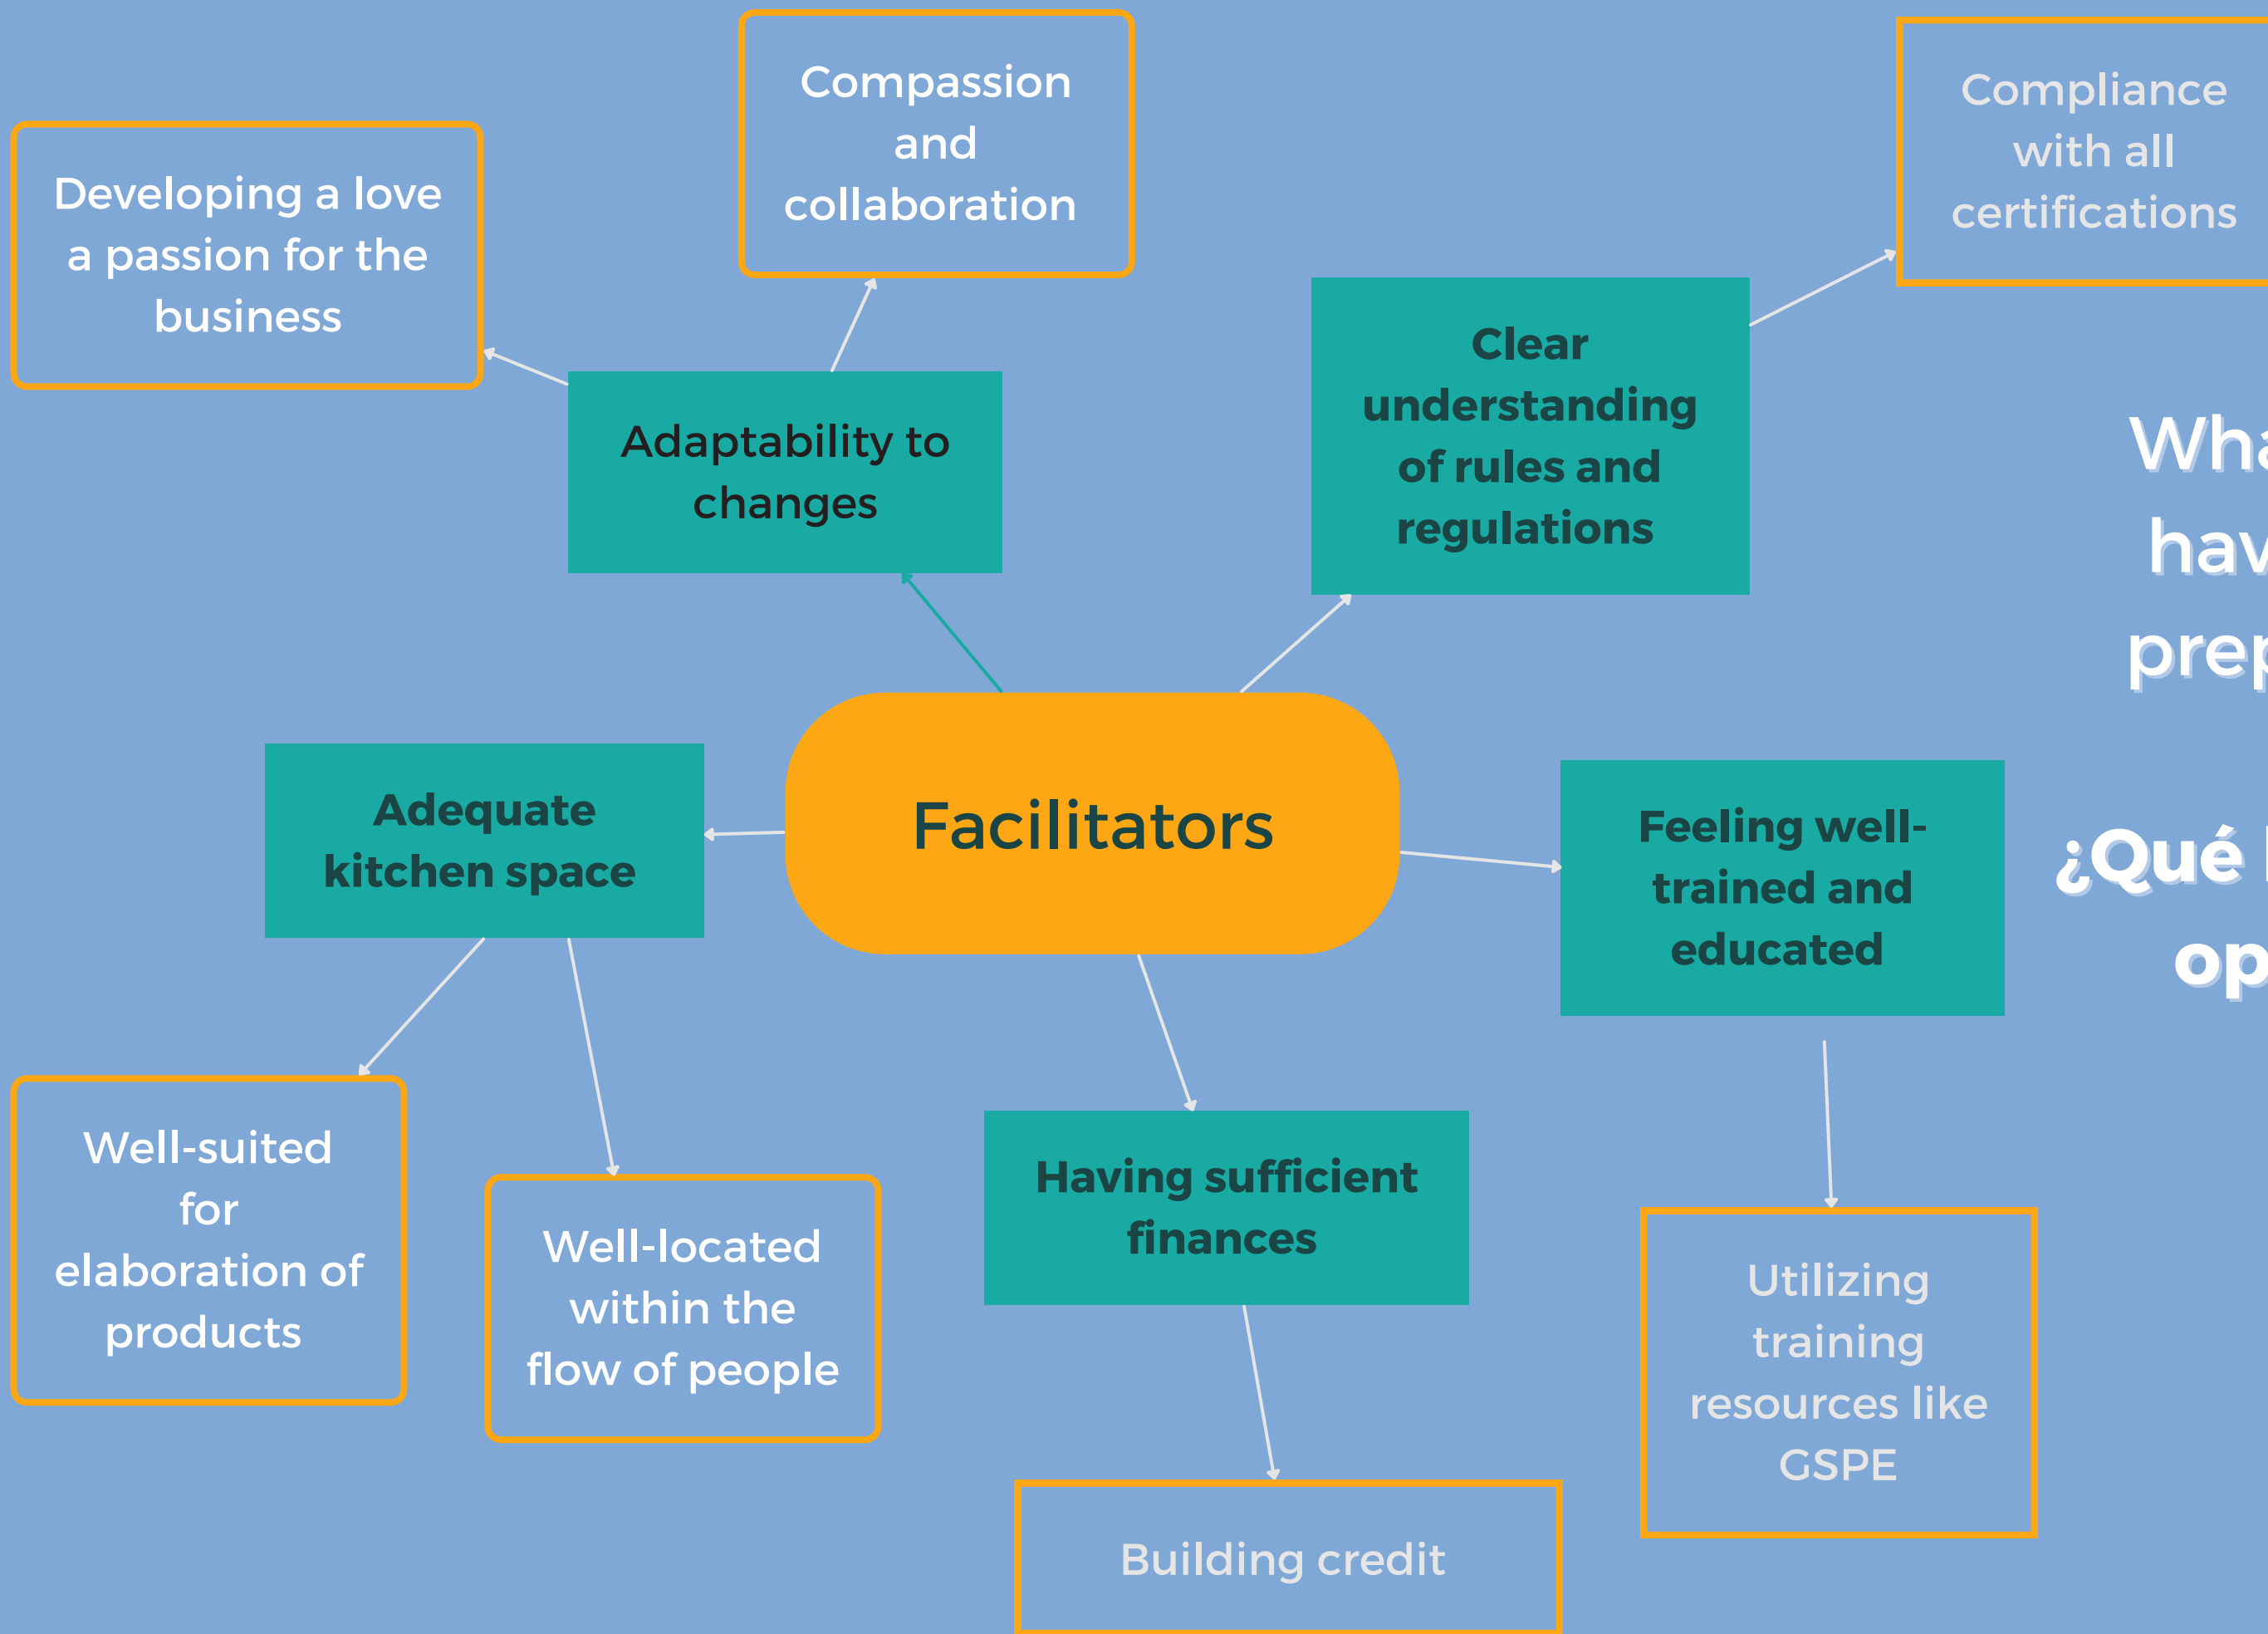 Compassion
and
collaboration
Compliance
with all
certifications
Developing a love
a passion for the
business
Clear
understanding
of rules and
regulations
Adaptability to
changes
Facilitators
Adequate
kitchen space
Feeling well-
trained and
educated
¿Qué
Well-suited
for
elaboration of
products
Well-located
within the
flow of people
Having sufficient
finances
Utilizing
training
resources like
GSPE
Building credit